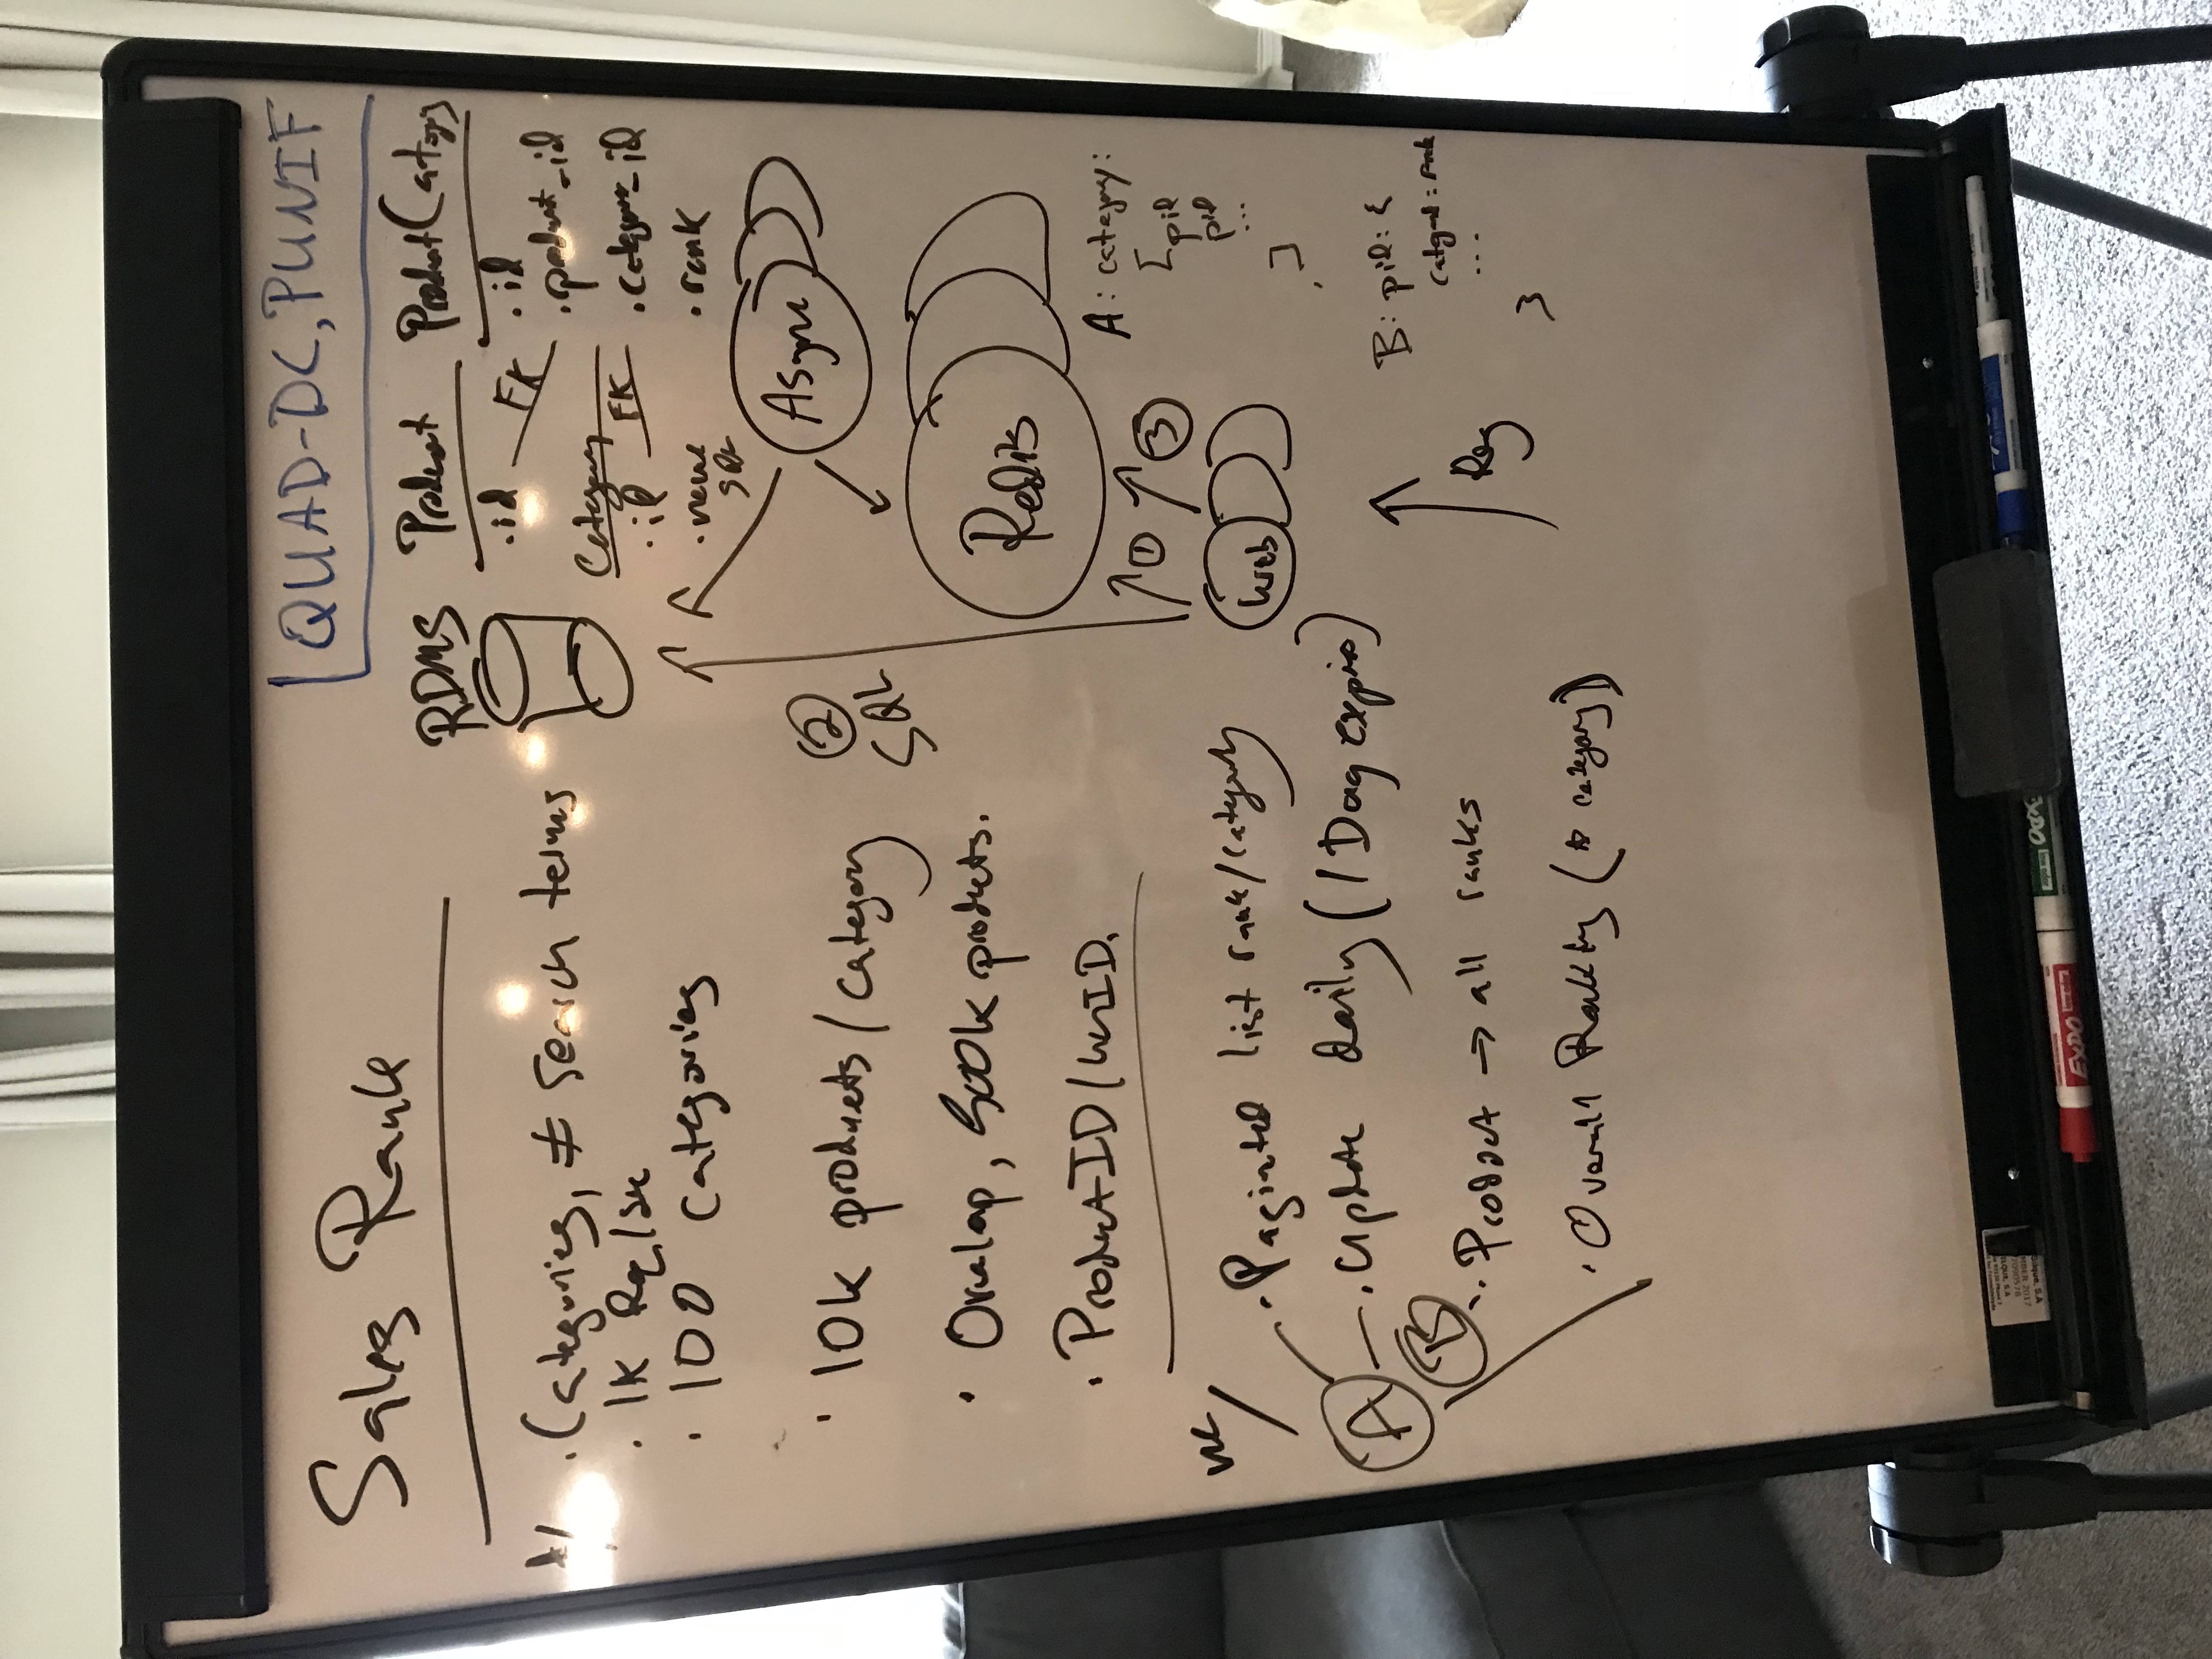 QUAD-DC, PUNIF
Sales Rank
A/
. Categories, ≠ search terms
. 1K Req/sec
. 100 categories
. 10k products/category
. Overlap, 500k products.
. ProductID/UserID.
UC/
A
. Paginated list rank/category
. Update daily (1 Day expire)
B
. Product → all ranks
. Overall Ranking (category)
RDMS
Product
. id
FK
Category
. id
FK
. name
ProductCategory
. id
. product_id
. category_id
. rank
SQL
Async
② SQL
Redis
① ③
Web
Req
A: category:
[pid
pid
...
],
B: pid: {
category: rank
...
}
EXPO
EXPO